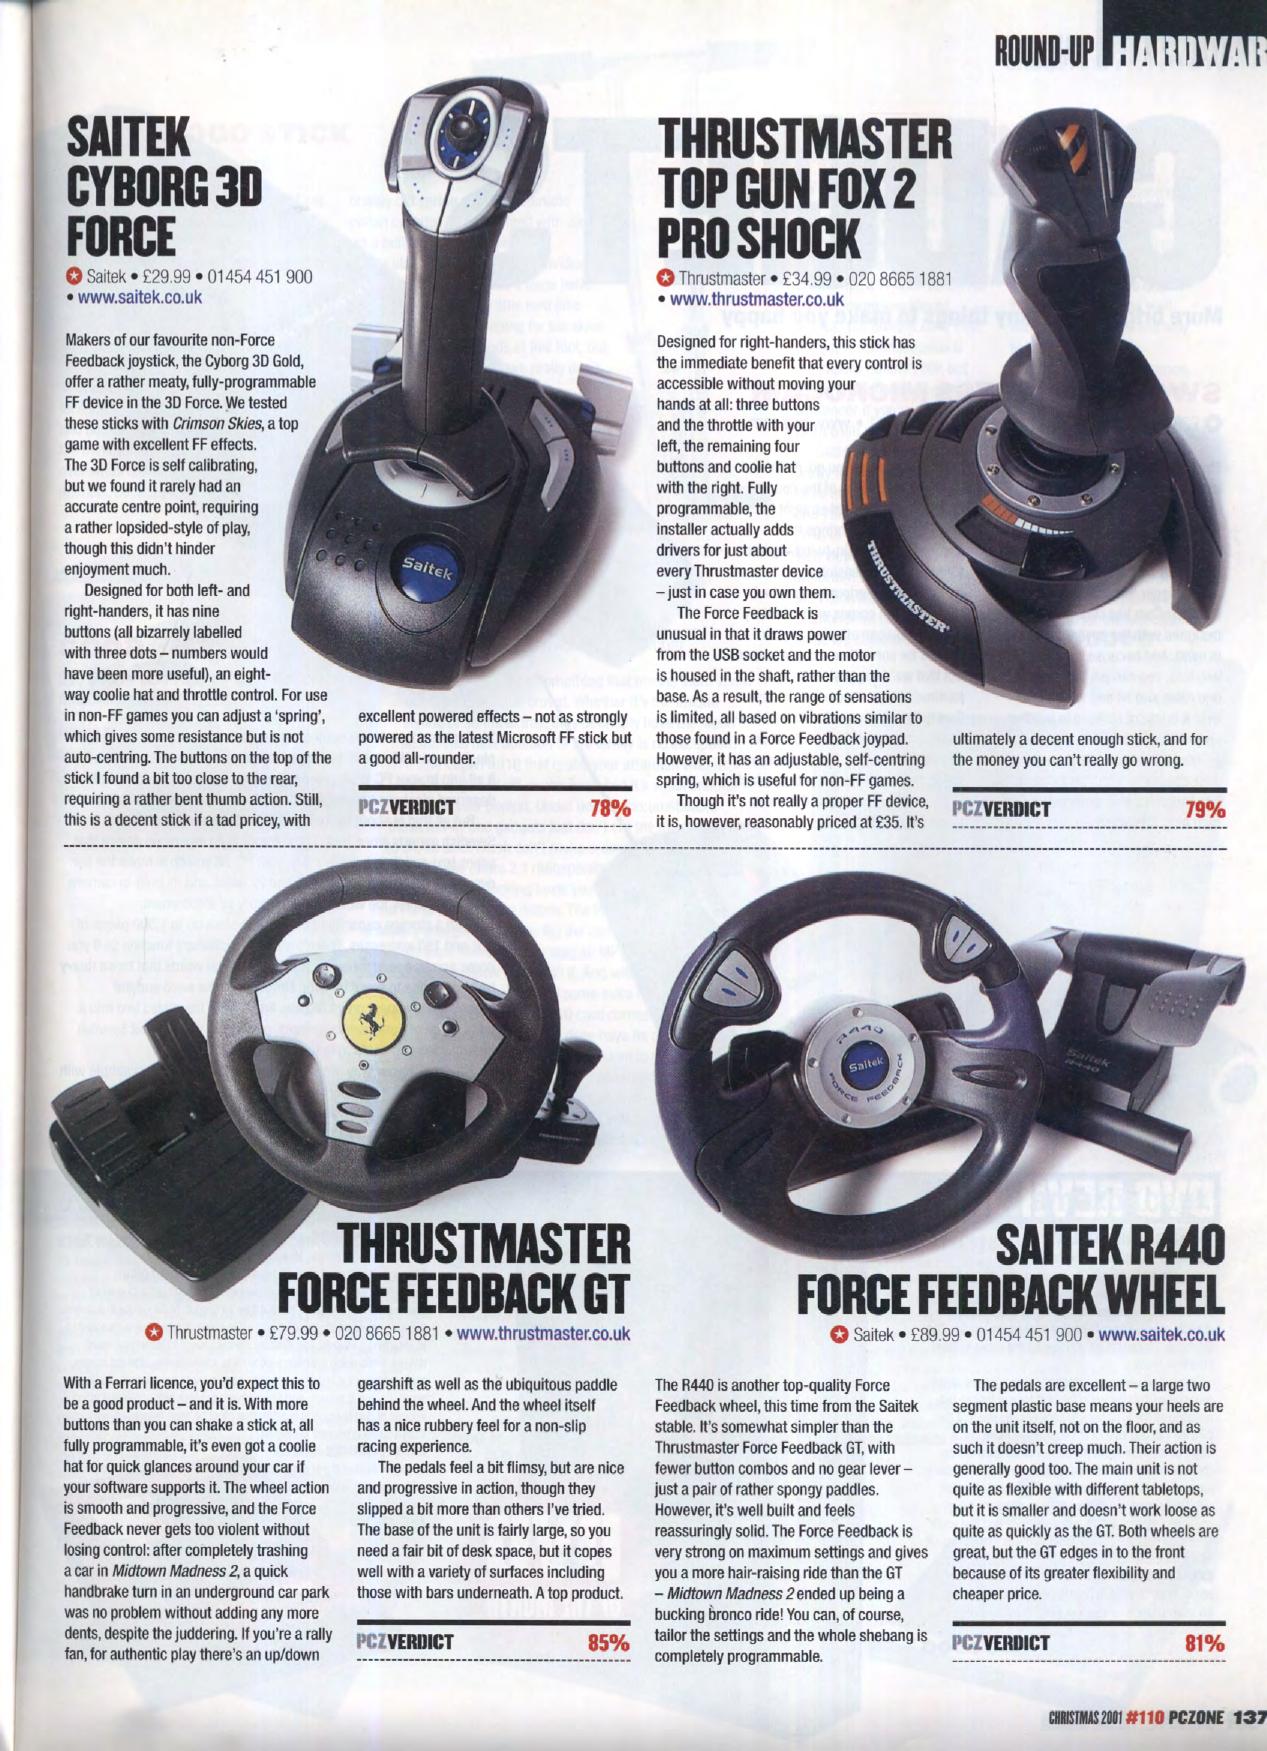 ROUND-UP HARDWAR
SAITEK
CYBORG 3D
FORCE
Saitek • £29.99 • 01454 451 900
• www.saitek.co.uk
Makers of our favourite non-Force
Feedback joystick, the Cyborg 3D Gold,
offer a rather meaty, fully-programmable
FF device in the 3D Force. We tested
these sticks with Crimson Skies, a top
game with excellent FF effects.
The 3D Force is self calibrating,
but we found it rarely had an
accurate centre point, requiring
a rather lopsided-style of play,
though this didn't hinder
enjoyment much.
Designed for both left- and
right-handers, it has nine
buttons (all bizarrely labelled
with three dots – numbers would
have been more useful), an eight-
way coolie hat and throttle control. For use
in non-FF games you can adjust a 'spring',
which gives some resistance but is not
auto-centring. The buttons on the top of the
stick I found a bit too close to the rear,
requiring a rather bent thumb action. Still,
this is a decent stick if a tad pricey, with
excellent powered effects – not as strongly
powered as the latest Microsoft FF stick but
a good all-rounder.
PCZVERDICT 78%
Saitek
THRUSTMASTER
TOP GUN FOX 2
PRO SHOCK
Thrustmaster • £34.99 • 020 8665 1881
• www.thrustmaster.co.uk
Designed for right-handers, this stick has
the immediate benefit that every control is
accessible without moving your
hands at all: three buttons
and the throttle with your
left, the remaining four
buttons and coolie hat
with the right. Fully
programmable, the
installer actually adds
drivers for just about
every Thrustmaster device
– just in case you own them.
The Force Feedback is
unusual in that it draws power
from the USB socket and the motor
is housed in the shaft, rather than the
base. As a result, the range of sensations
is limited, all based on vibrations similar to
those found in a Force Feedback joypad.
However, it has an adjustable, self-centring
spring, which is useful for non-FF games.
Though it's not really a proper FF device,
it is, however, reasonably priced at £35. It's
ultimately a decent enough stick, and for
the money you can't really go wrong.
PCZVERDICT 79%
THRUSTMASTER®
THRUSTMASTER
FORCE FEEDBACK GT
Thrustmaster • £79.99 • 020 8665 1881 • www.thrustmaster.co.uk
With a Ferrari licence, you'd expect this to
be a good product – and it is. With more
buttons than you can shake a stick at, all
fully programmable, it's even got a coolie
hat for quick glances around your car if
your software supports it. The wheel action
is smooth and progressive, and the Force
Feedback never gets too violent without
losing control: after completely trashing
a car in Midtown Madness 2, a quick
handbrake turn in an underground car park
was no problem without adding any more
dents, despite the juddering. If you're a rally
fan, for authentic play there's an up/down
gearshift as well as the ubiquitous paddle
behind the wheel. And the wheel itself
has a nice rubbery feel for a non-slip
racing experience.
The pedals feel a bit flimsy, but are nice
and progressive in action, though they
slipped a bit more than others I've tried.
The base of the unit is fairly large, so you
need a fair bit of desk space, but it copes
well with a variety of surfaces including
those with bars underneath. A top product.
PCZVERDICT 85%
R440
Saitek
FORCE FEEDBACK
Saitek
R440
SAITEK R440
FORCE FEEDBACK WHEEL
Saitek • £89.99 • 01454 451 900 • www.saitek.co.uk
The R440 is another top-quality Force
Feedback wheel, this time from the Saitek
stable. It's somewhat simpler than the
Thrustmaster Force Feedback GT, with
fewer button combos and no gear lever –
just a pair of rather spongy paddles.
However, it's well built and feels
reassuringly solid. The Force Feedback is
very strong on maximum settings and gives
you a more hair-raising ride than the GT
– Midtown Madness 2 ended up being a
bucking bronco ride! You can, of course,
tailor the settings and the whole shebang is
completely programmable.
The pedals are excellent – a large two
segment plastic base means your heels are
on the unit itself, not on the floor, and as
such it doesn't creep much. Their action is
generally good too. The main unit is not
quite as flexible with different tabletops,
but it is smaller and doesn't work loose as
quite as quickly as the GT. Both wheels are
great, but the GT edges in to the front
because of its greater flexibility and
cheaper price.
PCZVERDICT 81%
CHRISTMAS 2001 #110 PCZONE 137